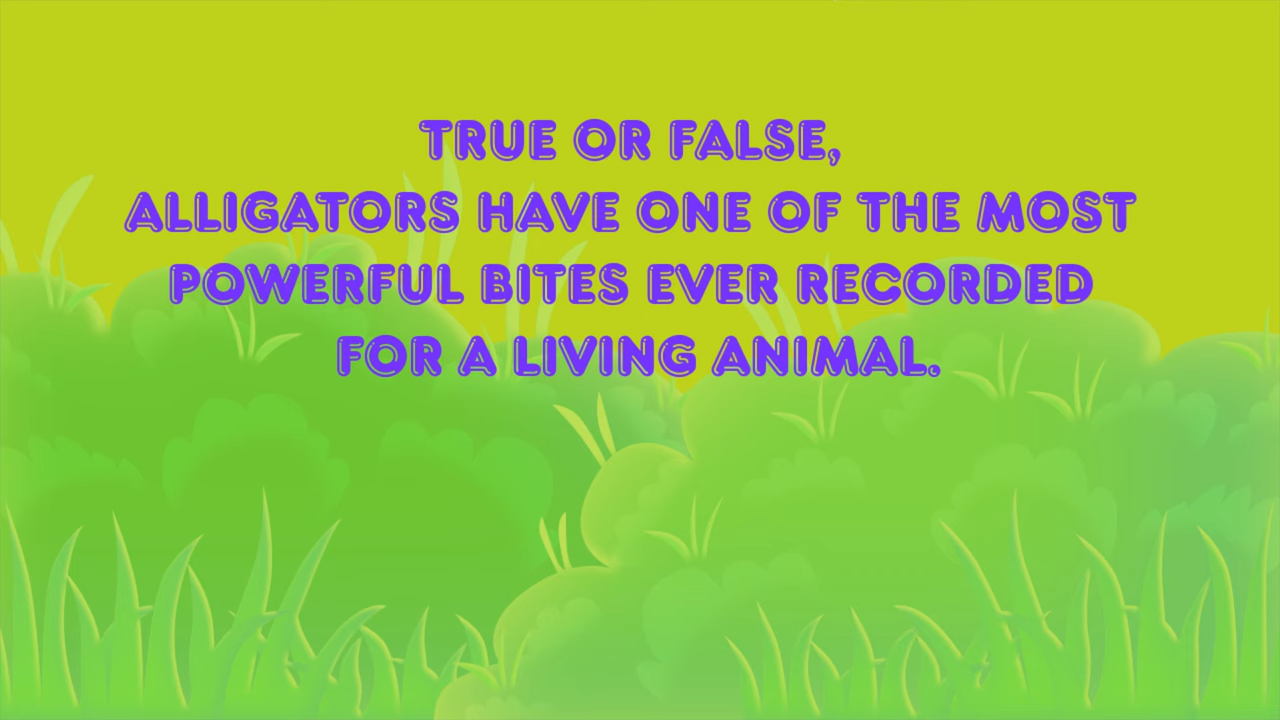 TRUE OR FALSE,
ALLIGATORS HAVE ONE OF THE MOST
POWERFUL BITES EVER RECORDED
FOR A LIVING ANIMAL.